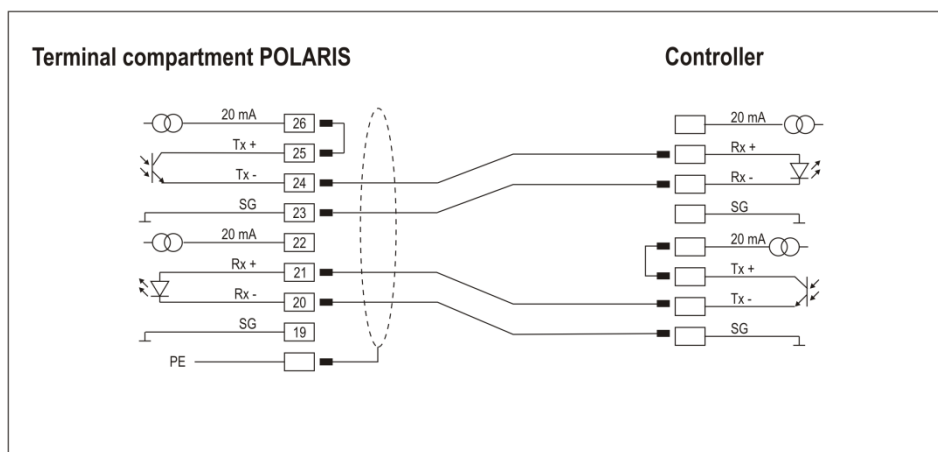 Terminal compartment POLARIS
Controller
20 mA 26
Tx + 25
Tx - 24
SG 23
20 mA 22
Rx + 21
Rx - 20
SG 19
PE
20 mA
Rx +
Rx -
SG
20 mA
Tx +
Tx -
SG